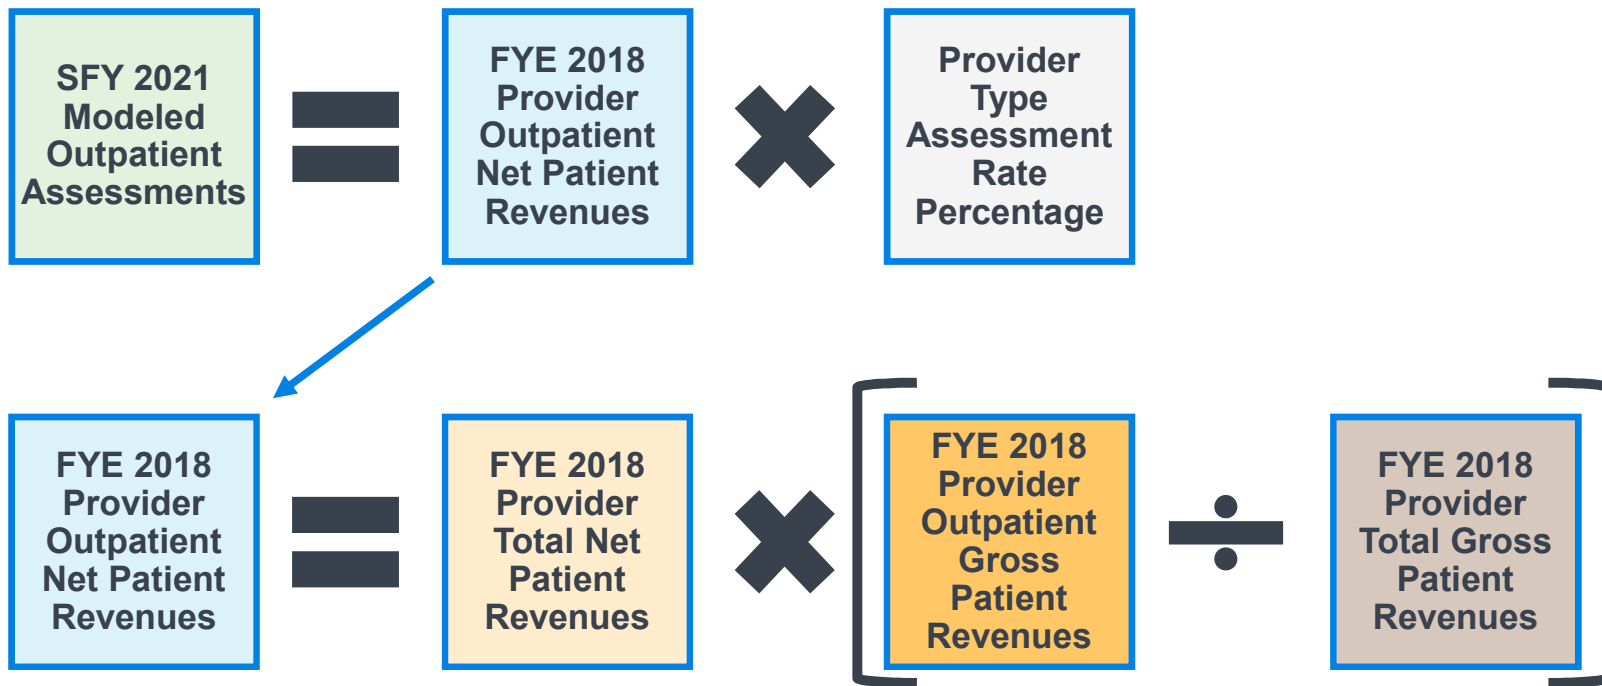 SFY 2021
Modeled
Outpatient
Assessments
FYE 2018
Provider
Outpatient
Net Patient
Revenues
Provider
Type
Assessment
Rate
Percentage
FYE 2018
Provider
Outpatient
Net Patient
Revenues
FYE 2018
Provider
Total Net
Patient
Revenues
FYE 2018
Provider
Outpatient
Gross
Patient
Revenues
FYE 2018
Provider
Total Gross
Patient
Revenues